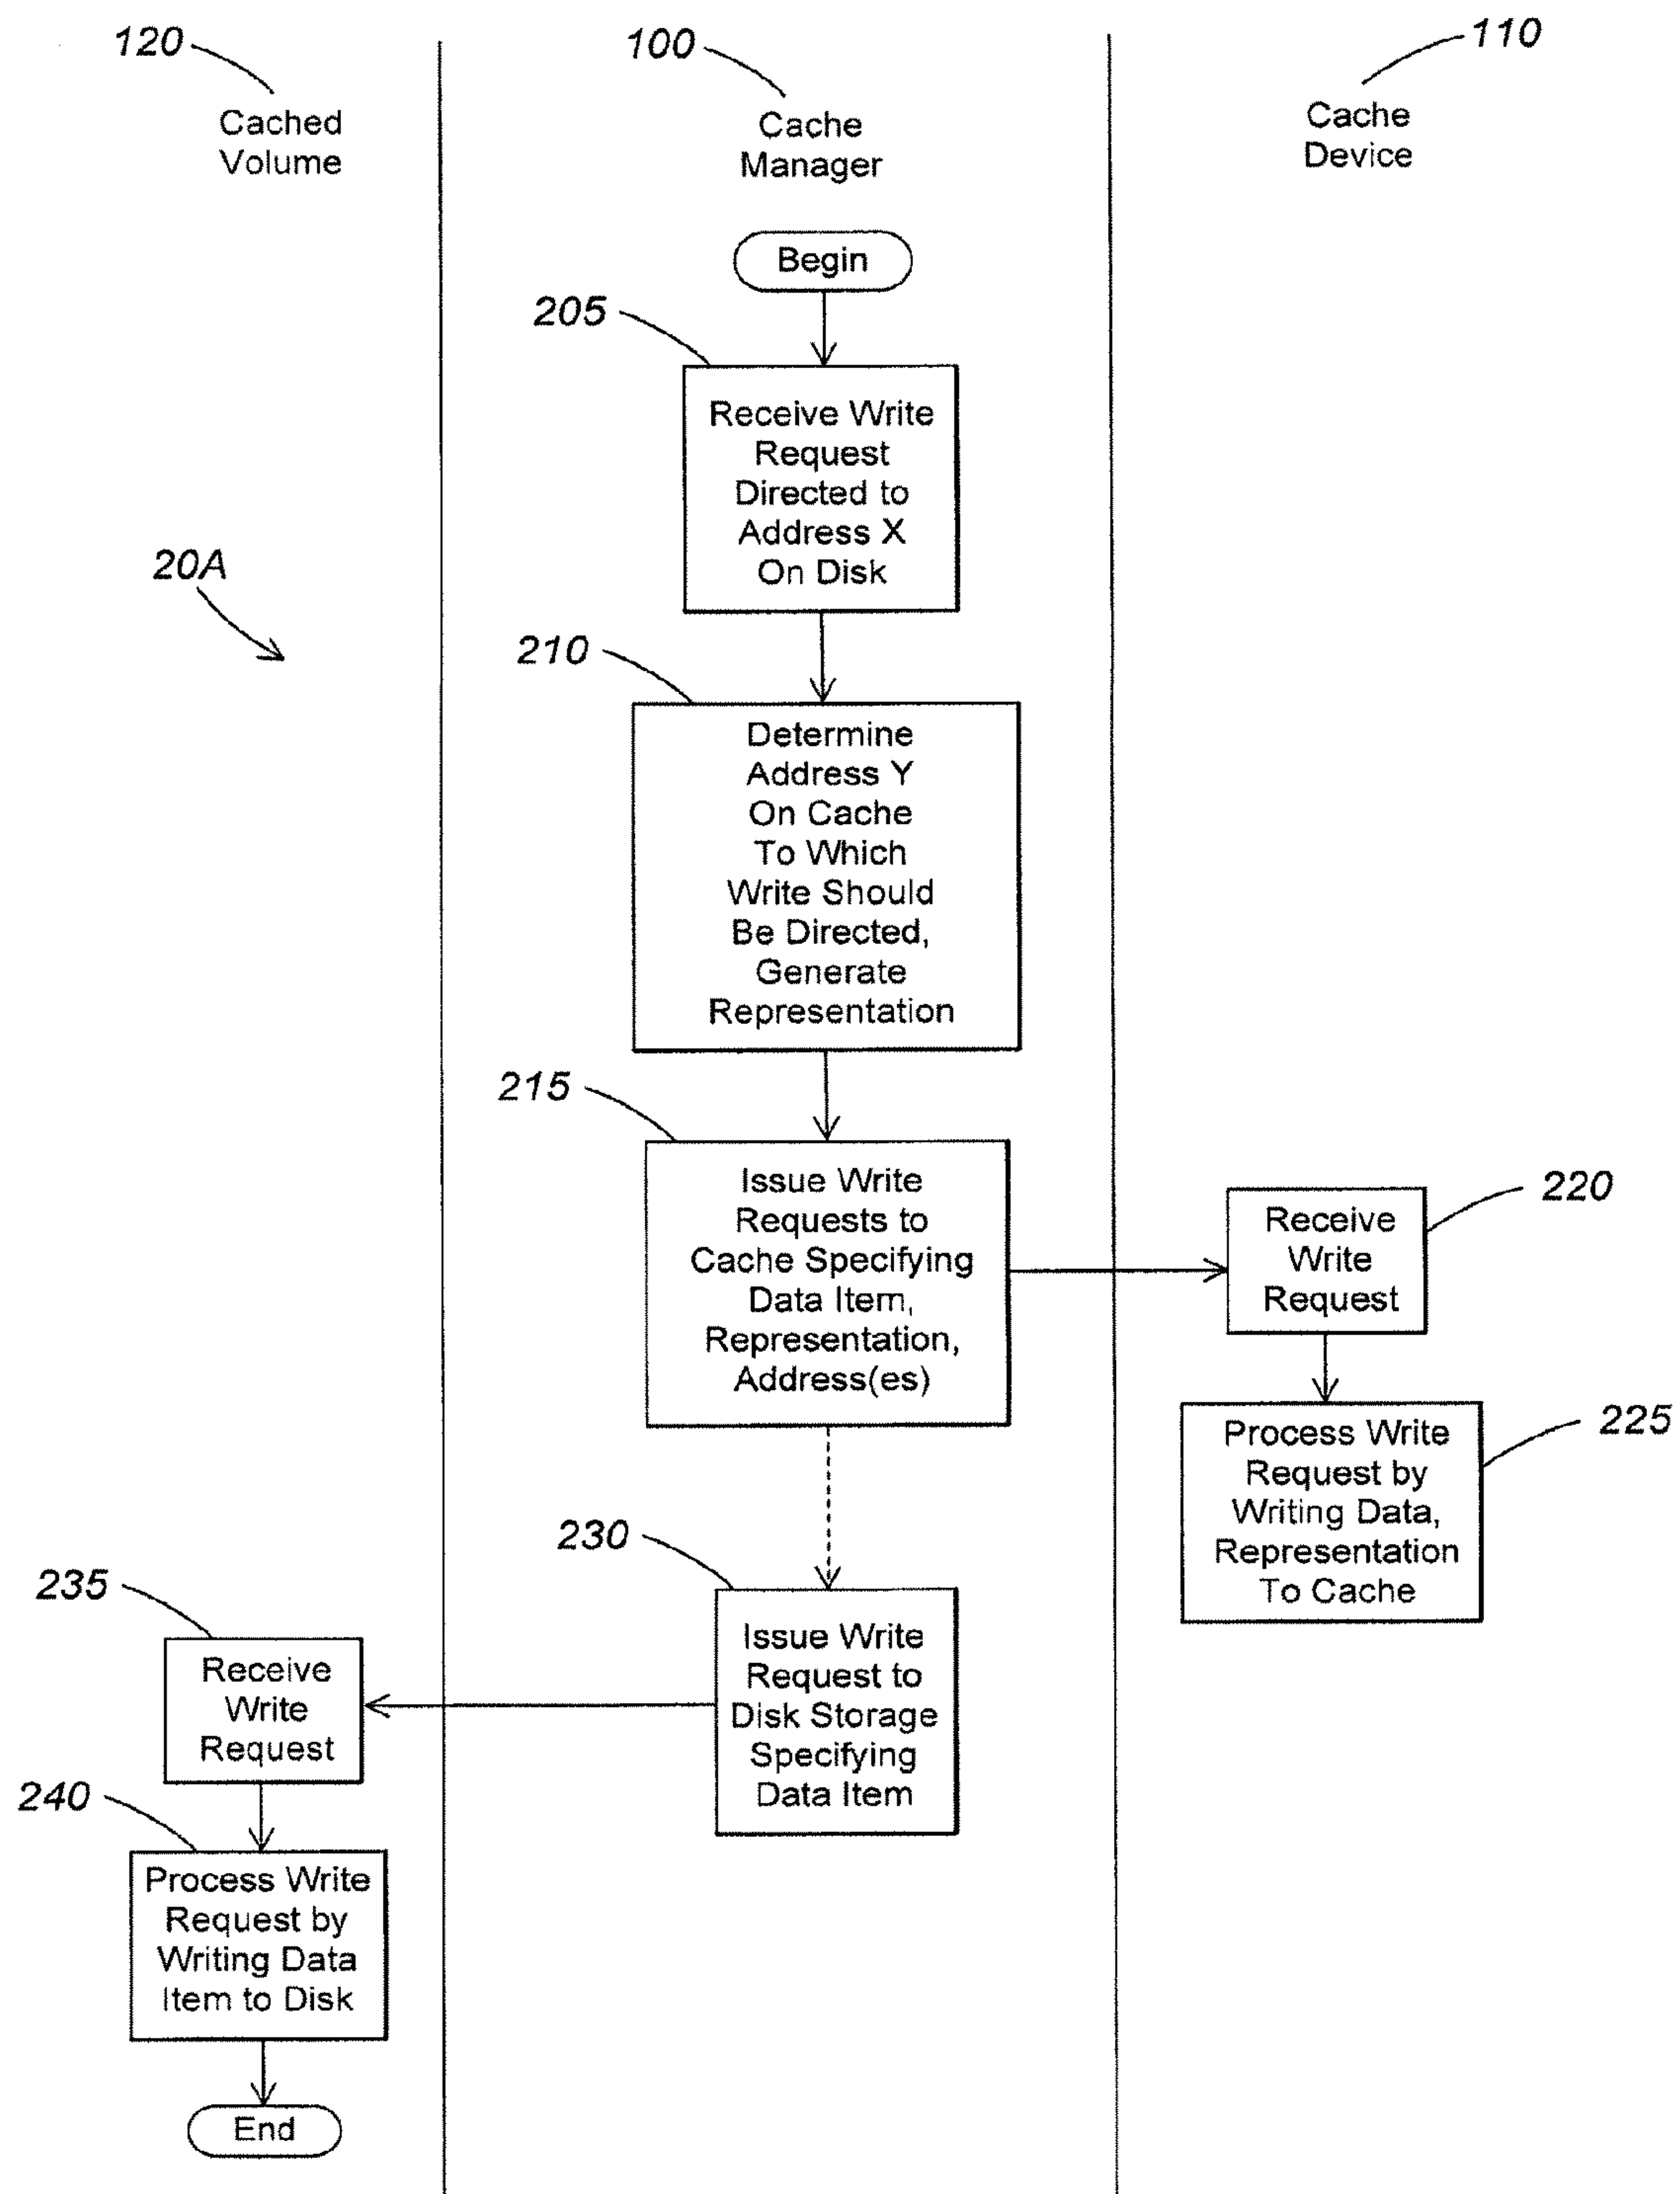 120
Cached
Volume
100
Cache
Manager
110
Cache
Device
Begin
205
Receive Write
Request
Directed to
Address X
On Disk
20A
210
Determine
Address Y
On Cache
To Which
Write Should
Be Directed,
Generate
Representation
215
Issue Write
Requests to
Cache Specifying
Data Item,
Representation,
Address(es)
220
Receive
Write
Request
225
Process Write
Request by
Writing Data,
Representation
To Cache
230
Issue Write
Request to
Disk Storage
Specifying
Data Item
235
Receive
Write
Request
240
Process Write
Request by
Writing Data
Item to Disk
End